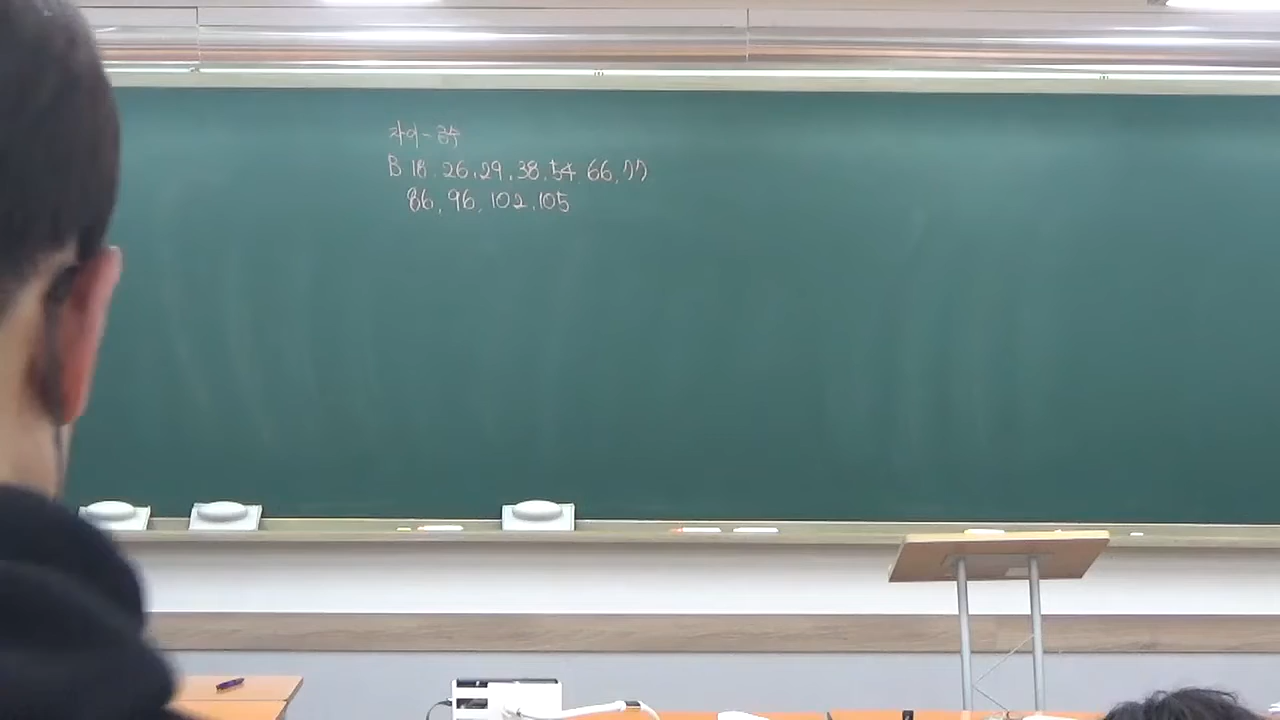 B 18, 26, 29, 38, 54, 66, 77
86, 96, 102, 105